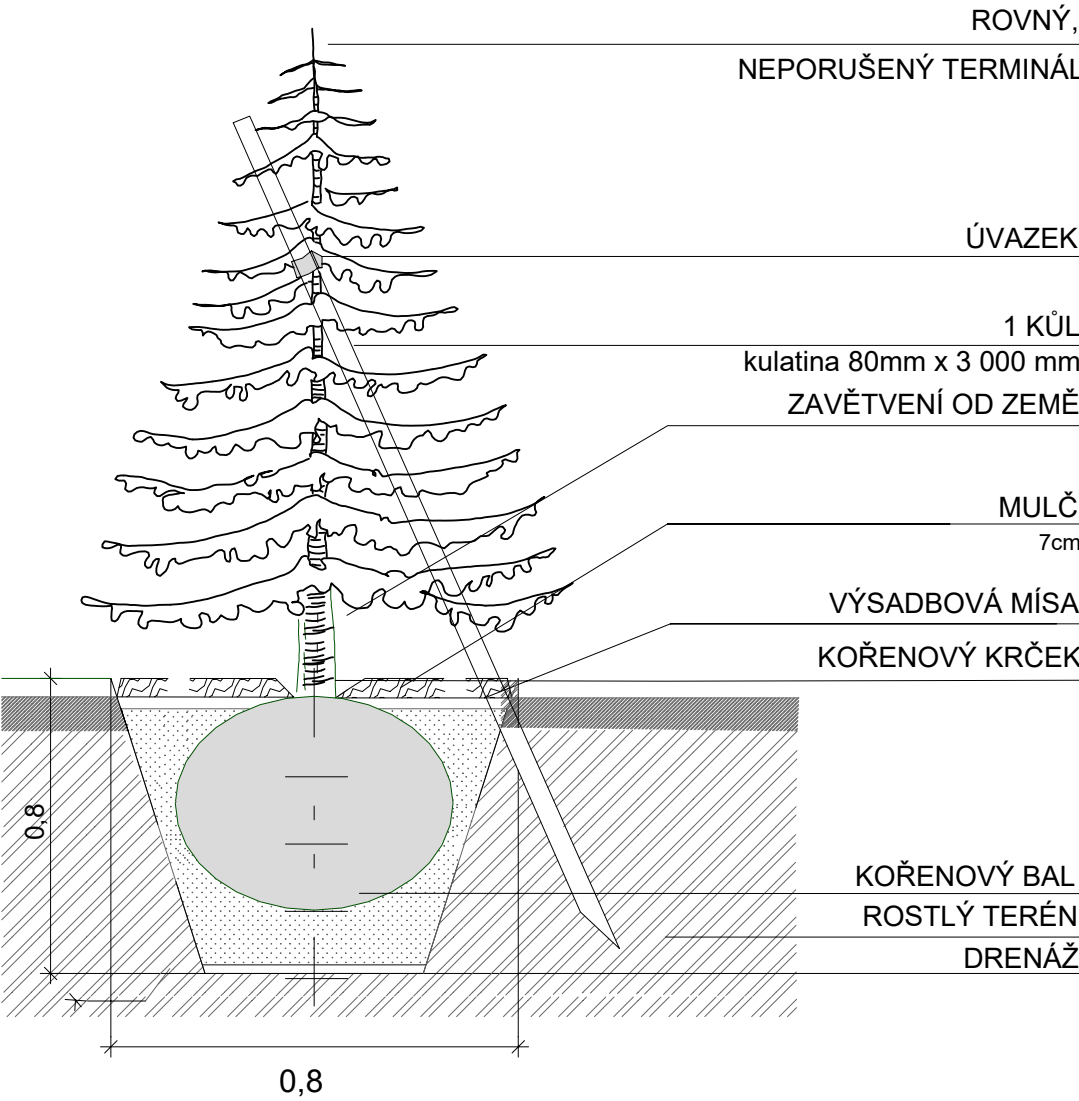 ROVNÝ,
NEPORUŠENÝ TERMINÁL
ÚVAZEK
1 KŮL
kulatina 80mm x 3 000 mm
ZAVĚTVENÍ OD ZEMĚ
MULČ
7cm
VÝSADBOVÁ MÍSA
KOŘENOVÝ KRČEK
0,8
KOŘENOVÝ BAL
ROSTLÝ TERÉN
DRENÁŽ
0,8